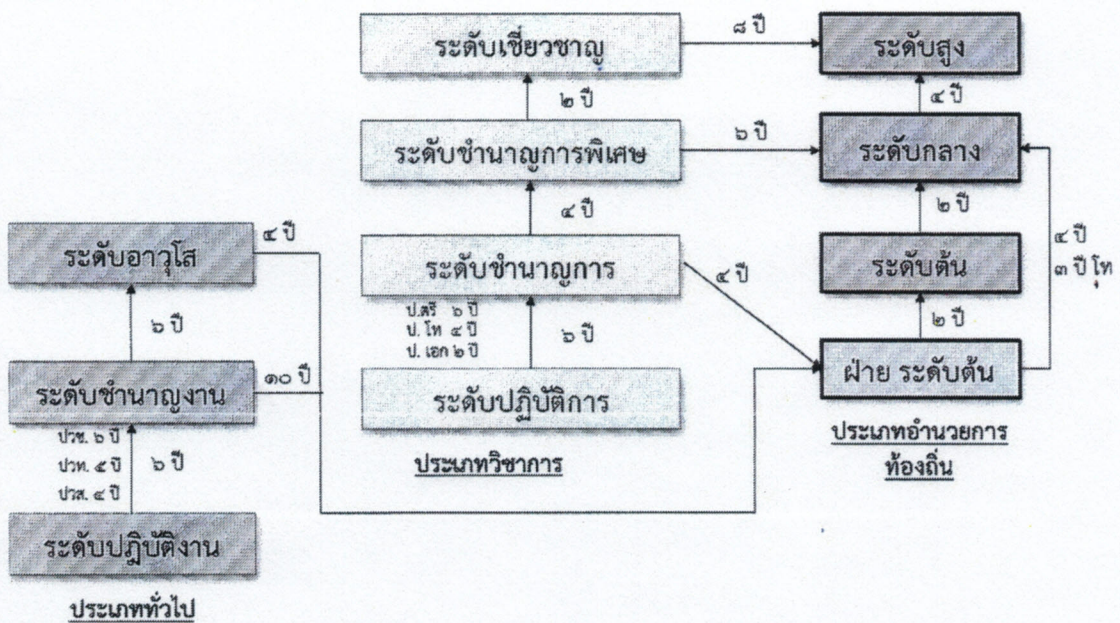 ระดับเชี่ยวชาญ
๘ ปี
ระดับสูง
๒ ปี
๔ ปี
ระดับชำนาญการพิเศษ
๖ ปี
ระดับกลาง
๔ ปี
๒ ปี
ระดับอาวุโส
๔ ปี
ระดับชำนาญการ
๔ ปี
ระดับต้น
๔ ปี
๓ ปี โท
ป.ตรี ๖ ปี
ป. โท ๔ ปี
ป. เอก ๒ ปี
๖ ปี
๒ ปี
๖ ปี
ระดับชำนาญงาน
๑๐ ปี
ระดับปฏิบัติการ
ฝ่าย ระดับต้น
ปวช. ๖ ปี
ปวท. ๕ ปี
ปวส. ๔ ปี
๖ ปี
ประเภทวิชาการ
ประเภทอำนวยการ
ท้องถิ่น
ระดับปฏิบัติงาน
ประเภททั่วไป